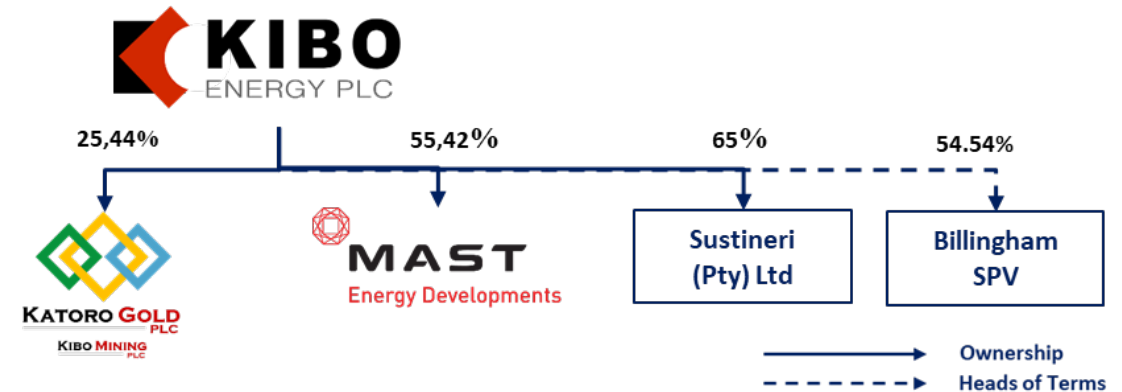 KIBO
ENERGY PLC
25,44%
55,42%
65%
54.54%
KATORO GOLD
PLC
KIBO MINING
PLC
MAST
Energy Developments
Sustineri
(Pty) Ltd
Billingham
SPV
Ownership
Heads of Terms